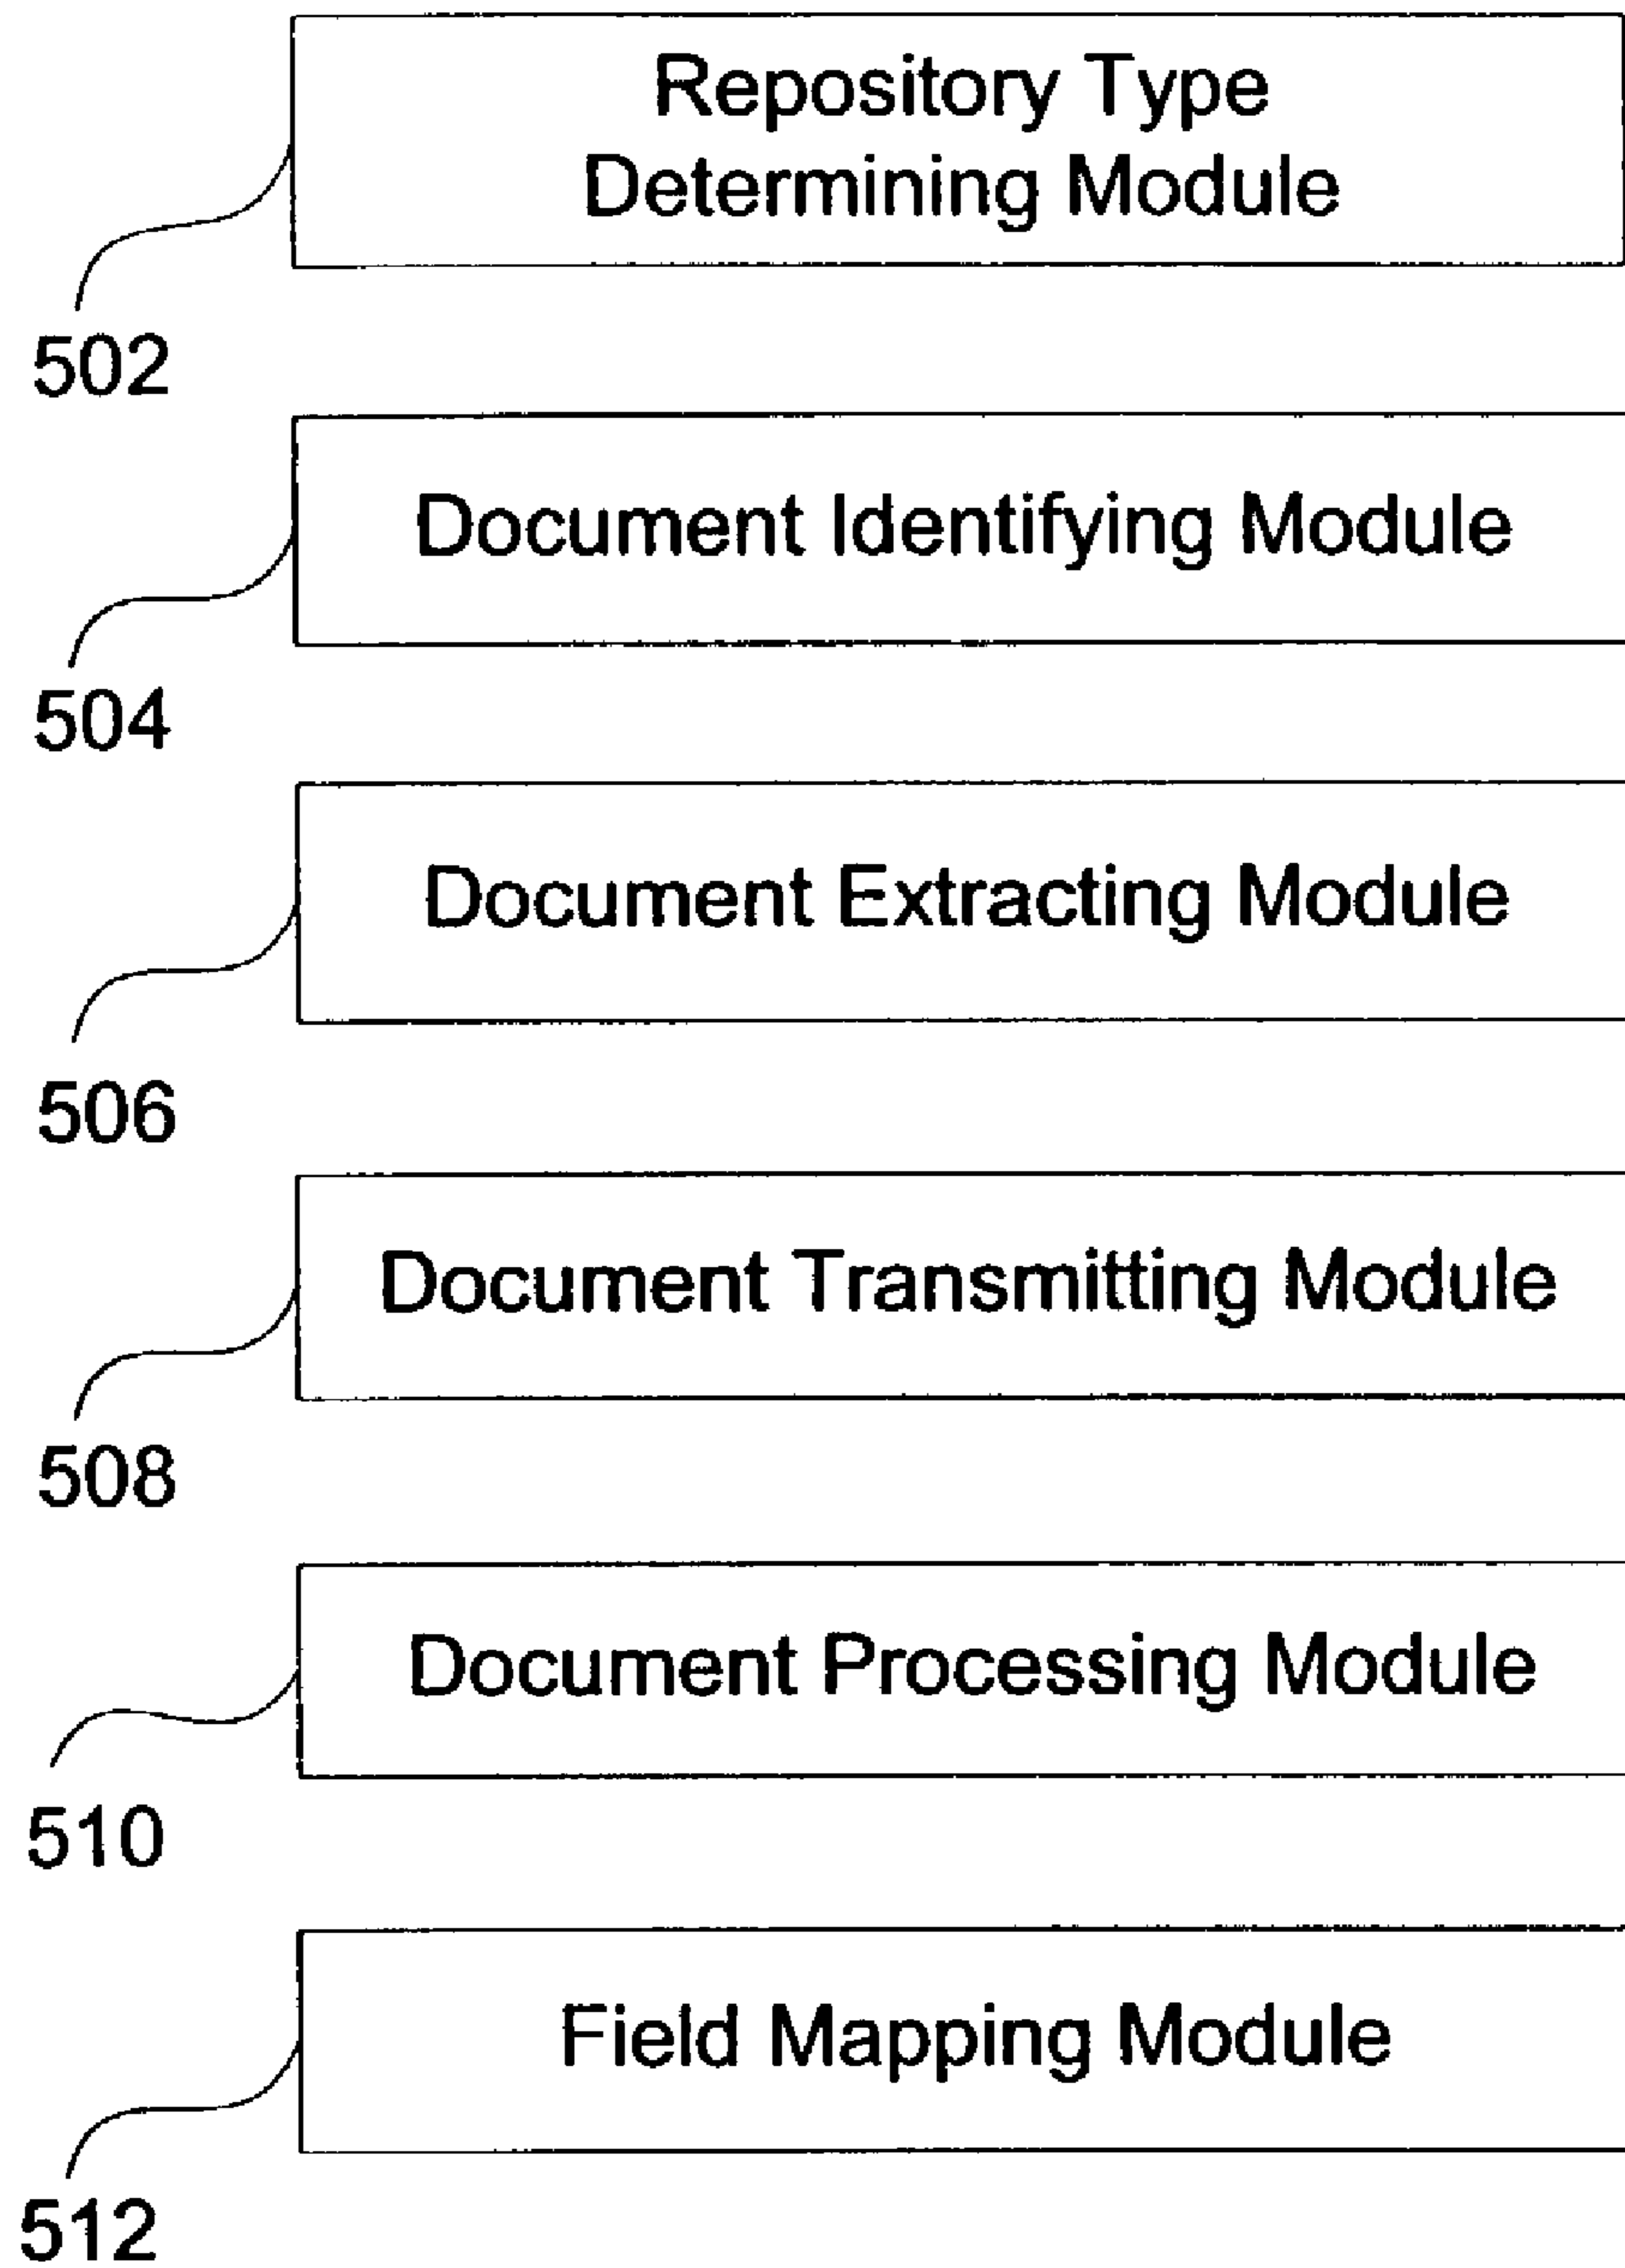 Repository Type
Determining Module
502
Document Identifying Module
504
Document Extracting Module
506
Document Transmitting Module
508
Document Processing Module
510
Field Mapping Module
512